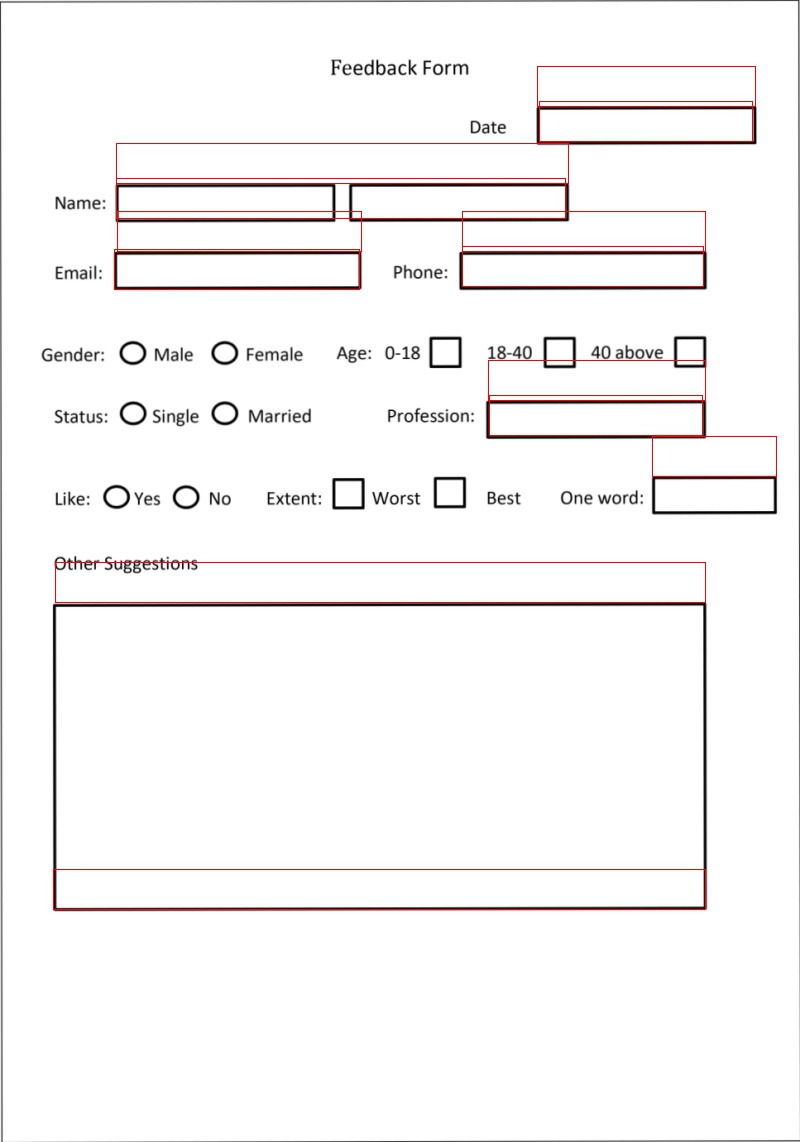 Feedback Form
Date
Name:
Email: Phone:
Gender: Male Female Age: 0-18 18-40 40 above
Status: Single Married Profession:
Like: Yes No Extent: Worst Best One word:
Other Suggestions